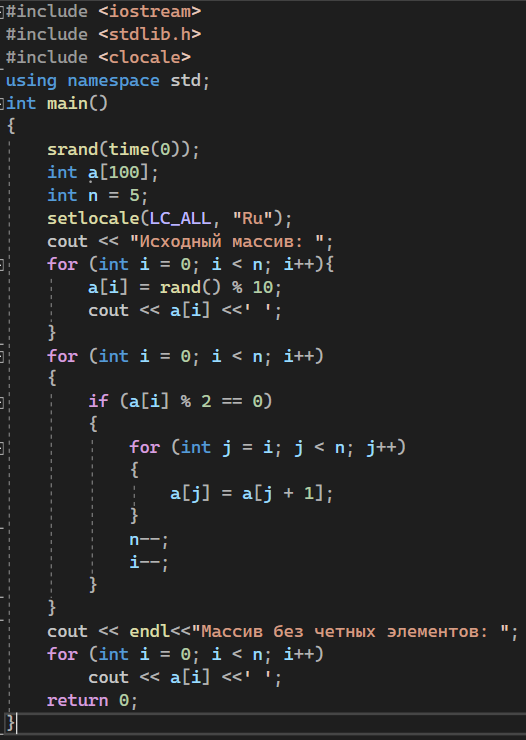 #include <iostream>
#include <stdlib.h>
#include <clocale>
using namespace std;
int main()
{
    srand(time(0));
    int a[100];
    int n = 5;
    setlocale(LC_ALL, "Ru");
    cout << "Исходный массив: ";
    for (int i = 0; i < n; i++){
        a[i] = rand() % 10;
        cout << a[i] <<' ';
    }
    for (int i = 0; i < n; i++)
    {
        if (a[i] % 2 == 0)
        {
            for (int j = i; j < n; j++)
            {
                a[j] = a[j + 1];
            }
            n--;
            i--;
        }
    }
    cout << endl<<"Массив без четных элементов: ";
    for (int i = 0; i < n; i++)
        cout << a[i] <<' ';
    return 0;
}